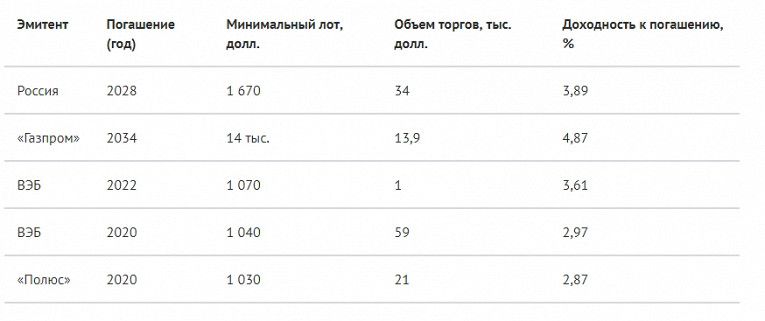 Эмитент Погашение (год) Минимальный лот, долл. Объем торгов, тыс. долл. Доходность к погашению, %
Россия 2028 1 670 34 3,89
«Газпром» 2034 14 тыс. 13,9 4,87
ВЭБ 2022 1 070 1 3,61
ВЭБ 2020 1 040 59 2,97
«Полюс» 2020 1 030 21 2,87